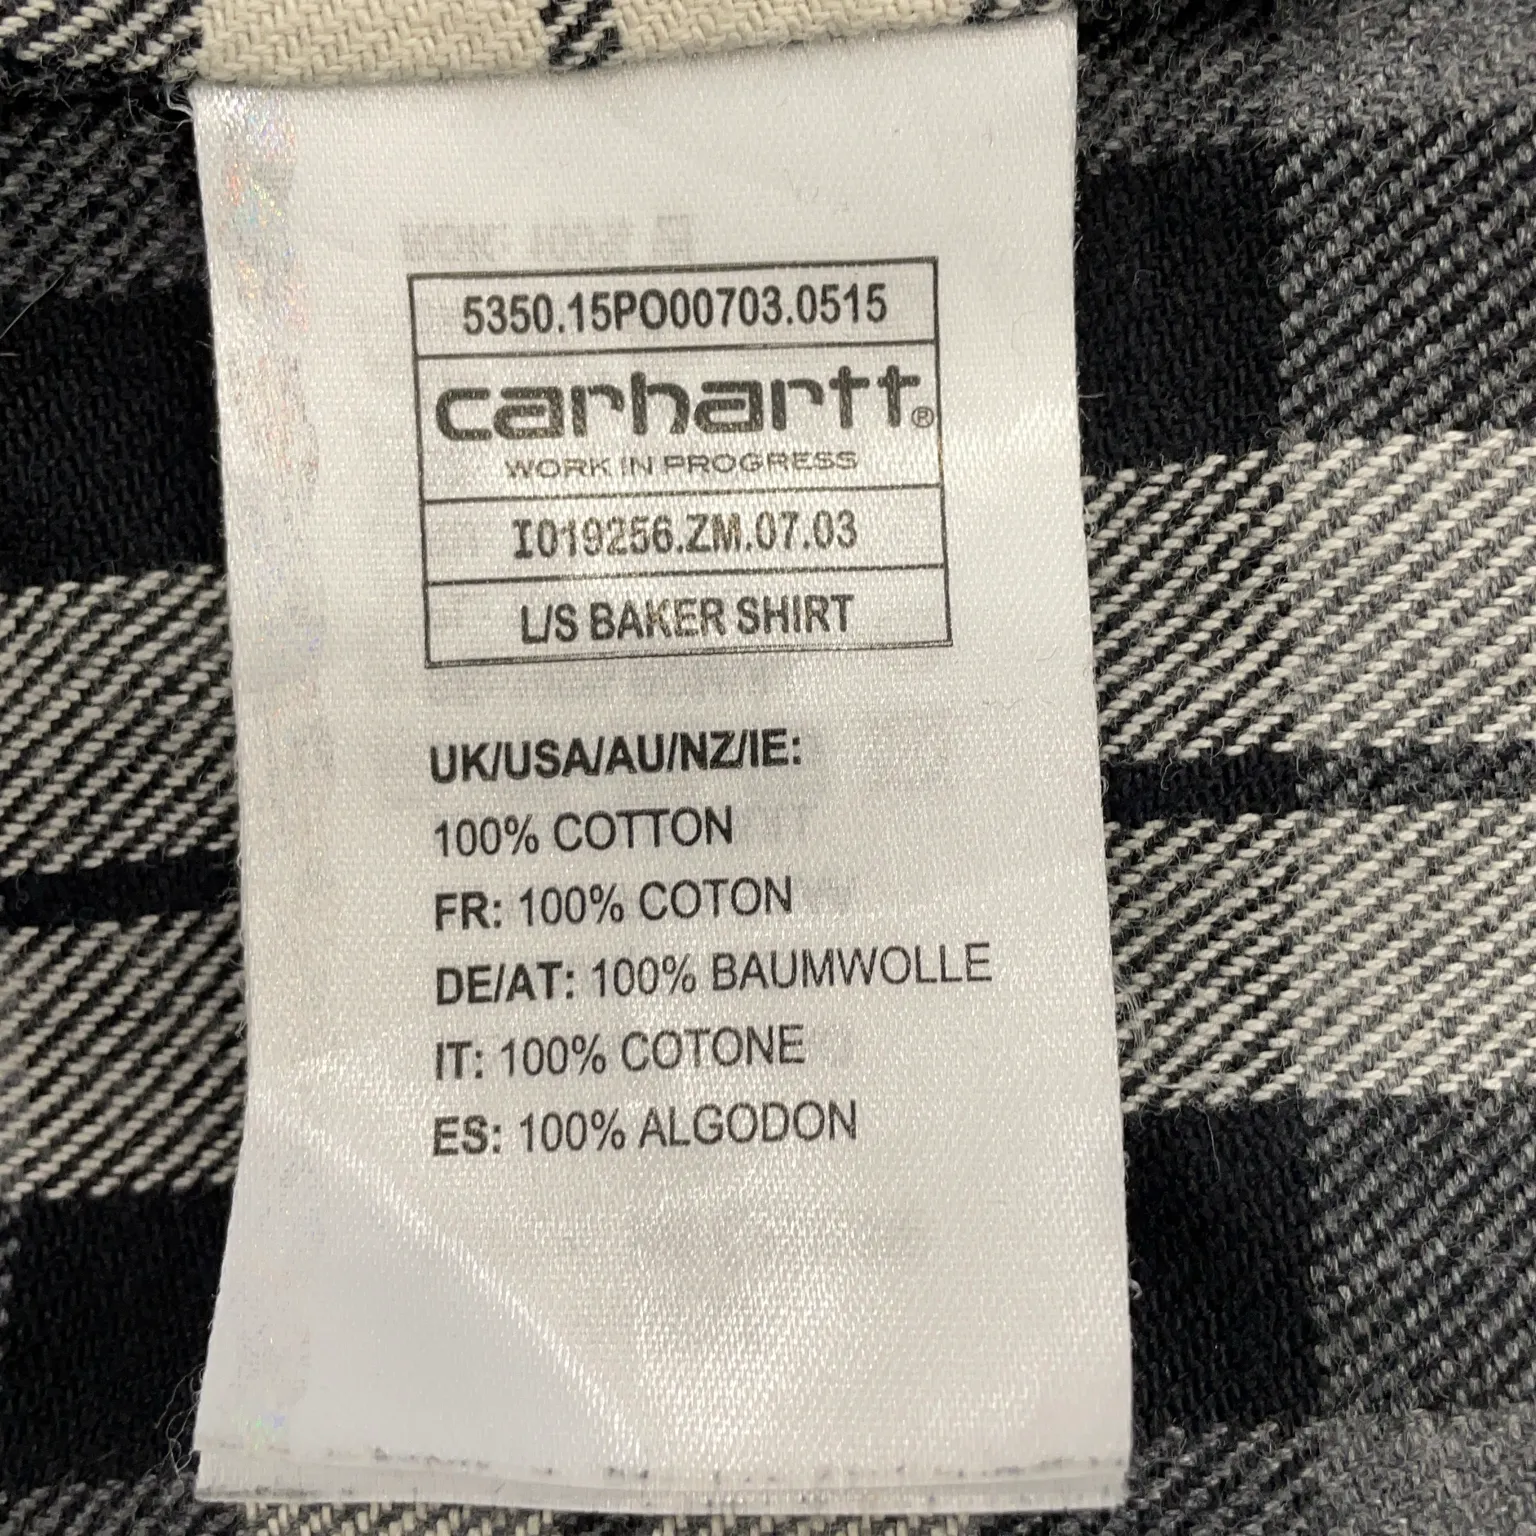 5350.15PO00703.0515
carhartt®
WORK IN PROGRESS
I019256.ZM.07.03
L/S BAKER SHIRT
UK/USA/AU/NZ/IE:
100% COTTON
FR: 100% COTON
DE/AT: 100% BAUMWOLLE
IT: 100% COTONE
ES: 100% ALGODON